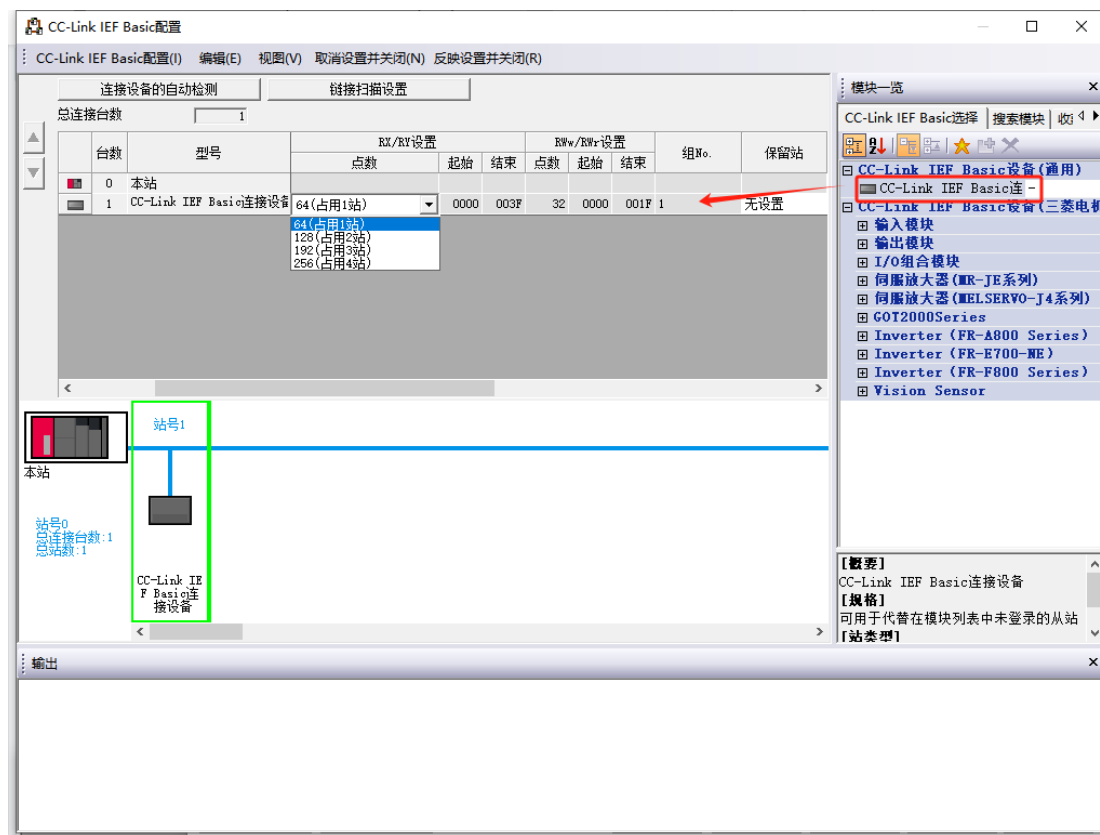 CC-Link IEF Basic配置
CC-Link IEF Basic配置(I) 编辑(E) 视图(V) 取消设置并关闭(N) 反映设置并关闭(R)
连接设备的自动检测 链接扫描设置
总连接台数 1
台数 型号 RX/RY设置 RWw/RWr设置 组No. 保留站
点数 起始 结束 点数 起始 结束
0 本站
1 CC-Link IEF Basic连接设备 64(占用1站) 0000 003F 32 0000 001F 1 无设置
64(占用1站)
128(占用2站)
192(占用3站)
256(占用4站)
站号1
本站
站号0
总连接台数:1
总站数:1
CC-Link IE
F Basic连
接设备
模块一览
CC-Link IEF Basic选择 搜索模块
CC-Link IEF Basic设备(通用)
CC-Link IEF Basic连 -
CC-Link IEF Basic设备(三菱电机
输入模块
输出模块
I/O组合模块
伺服放大器(MR-JE系列)
伺服放大器(MELSERVO-J4系列)
GOT2000Series
Inverter (FR-A800 Series)
Inverter (FR-E700-NE)
Inverter (FR-F800 Series)
Vision Sensor
[概要]
CC-Link IEF Basic连接设备
[规格]
可用于代替在模块列表中未登录的从站
[站类型]
输出